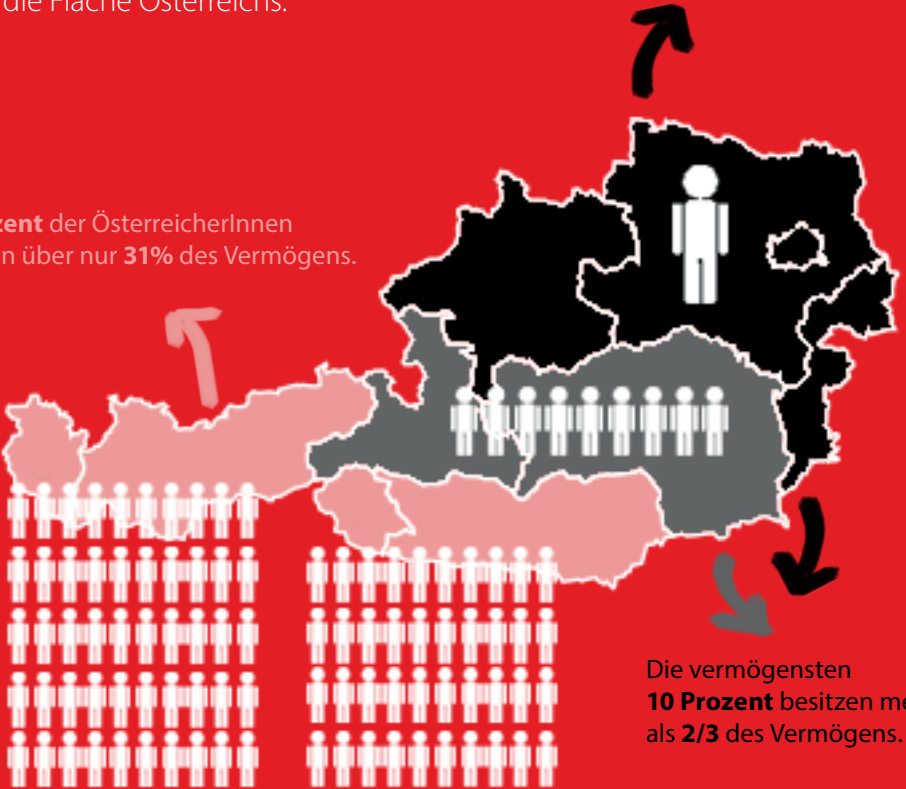 die Fläche Österreichs.
zent der ÖsterreicherInnen
n über nur 31% des Vermögens.
Die vermögensten
10 Prozent besitzen me
als 2/3 des Vermögens.